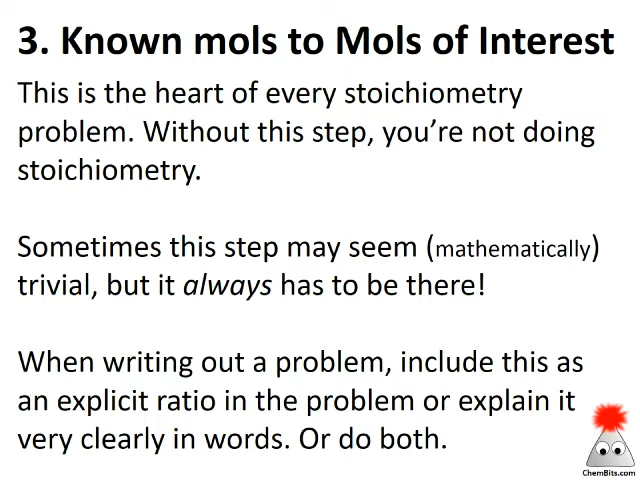 3. Known mols to Mols of Interest
This is the heart of every stoichiometry
problem. Without this step, you’re not doing
stoichiometry.
Sometimes this step may seem (mathematically)
trivial, but it always has to be there!
When writing out a problem, include this as
an explicit ratio in the problem or explain it
very clearly in words. Or do both.
ChemBits.com